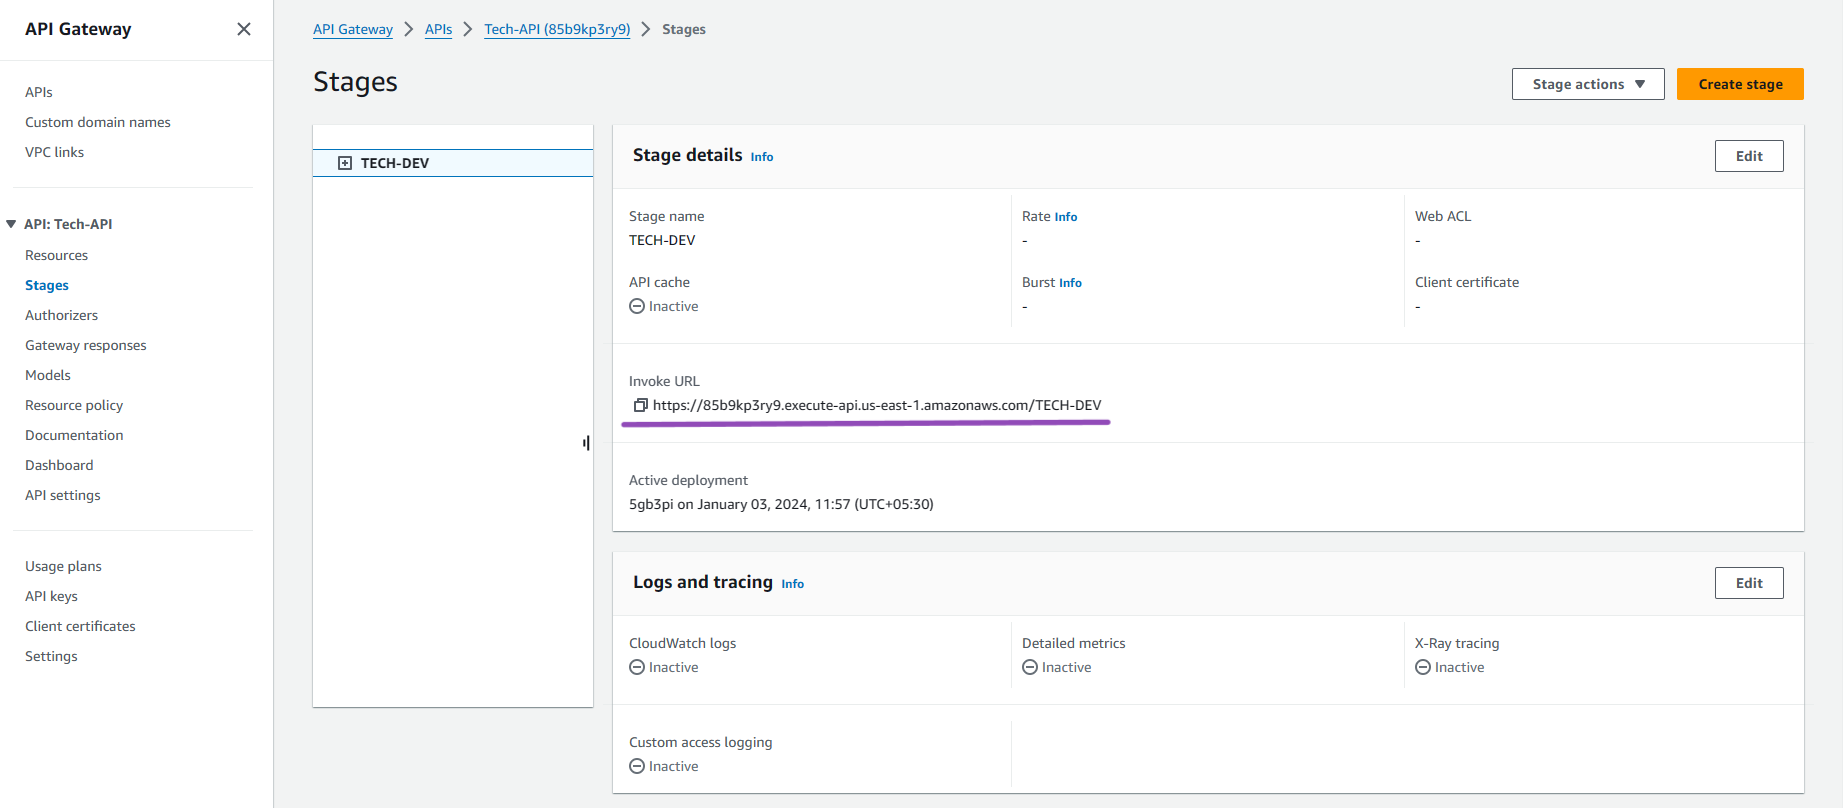 API Gateway
APIs
Custom domain names
VPC links
API: Tech-API
Resources
Stages
Authorizers
Gateway responses
Models
Resource policy
Documentation
Dashboard
API settings
Usage plans
API keys
Client certificates
Settings
API Gateway > APIs > Tech-API (85b9kp3ry9) > Stages
Stages
Stage actions
Create stage
TECH-DEV
Stage details Info
Edit
Stage name
TECH-DEV
Rate Info
-
Web ACL
-
API cache
Inactive
Burst Info
-
Client certificate
-
Invoke URL
https://85b9kp3ry9.execute-api.us-east-1.amazonaws.com/TECH-DEV
Active deployment
5gb3pi on January 03, 2024, 11:57 (UTC+05:30)
Logs and tracing Info
Edit
CloudWatch logs
Inactive
Detailed metrics
Inactive
X-Ray tracing
Inactive
Custom access logging
Inactive